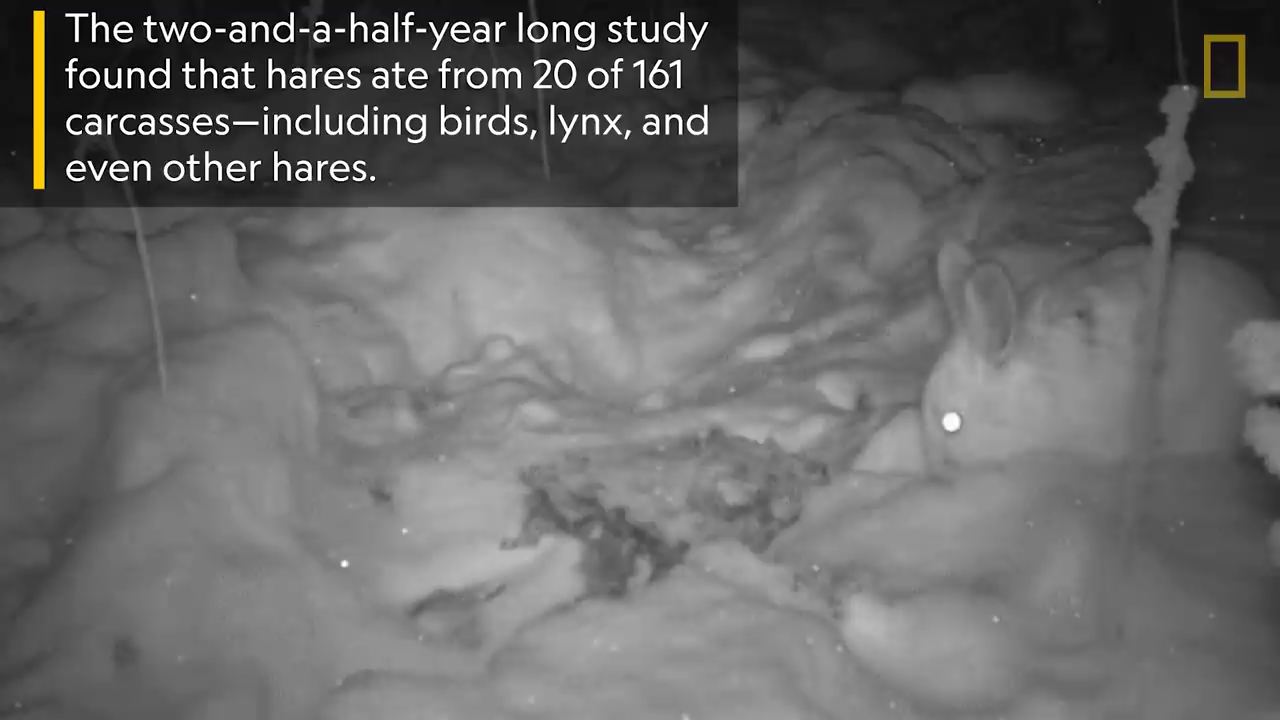 The two-and-a-half-year long study
found that hares ate from 20 of 161
carcasses—including birds, lynx, and
even other hares.